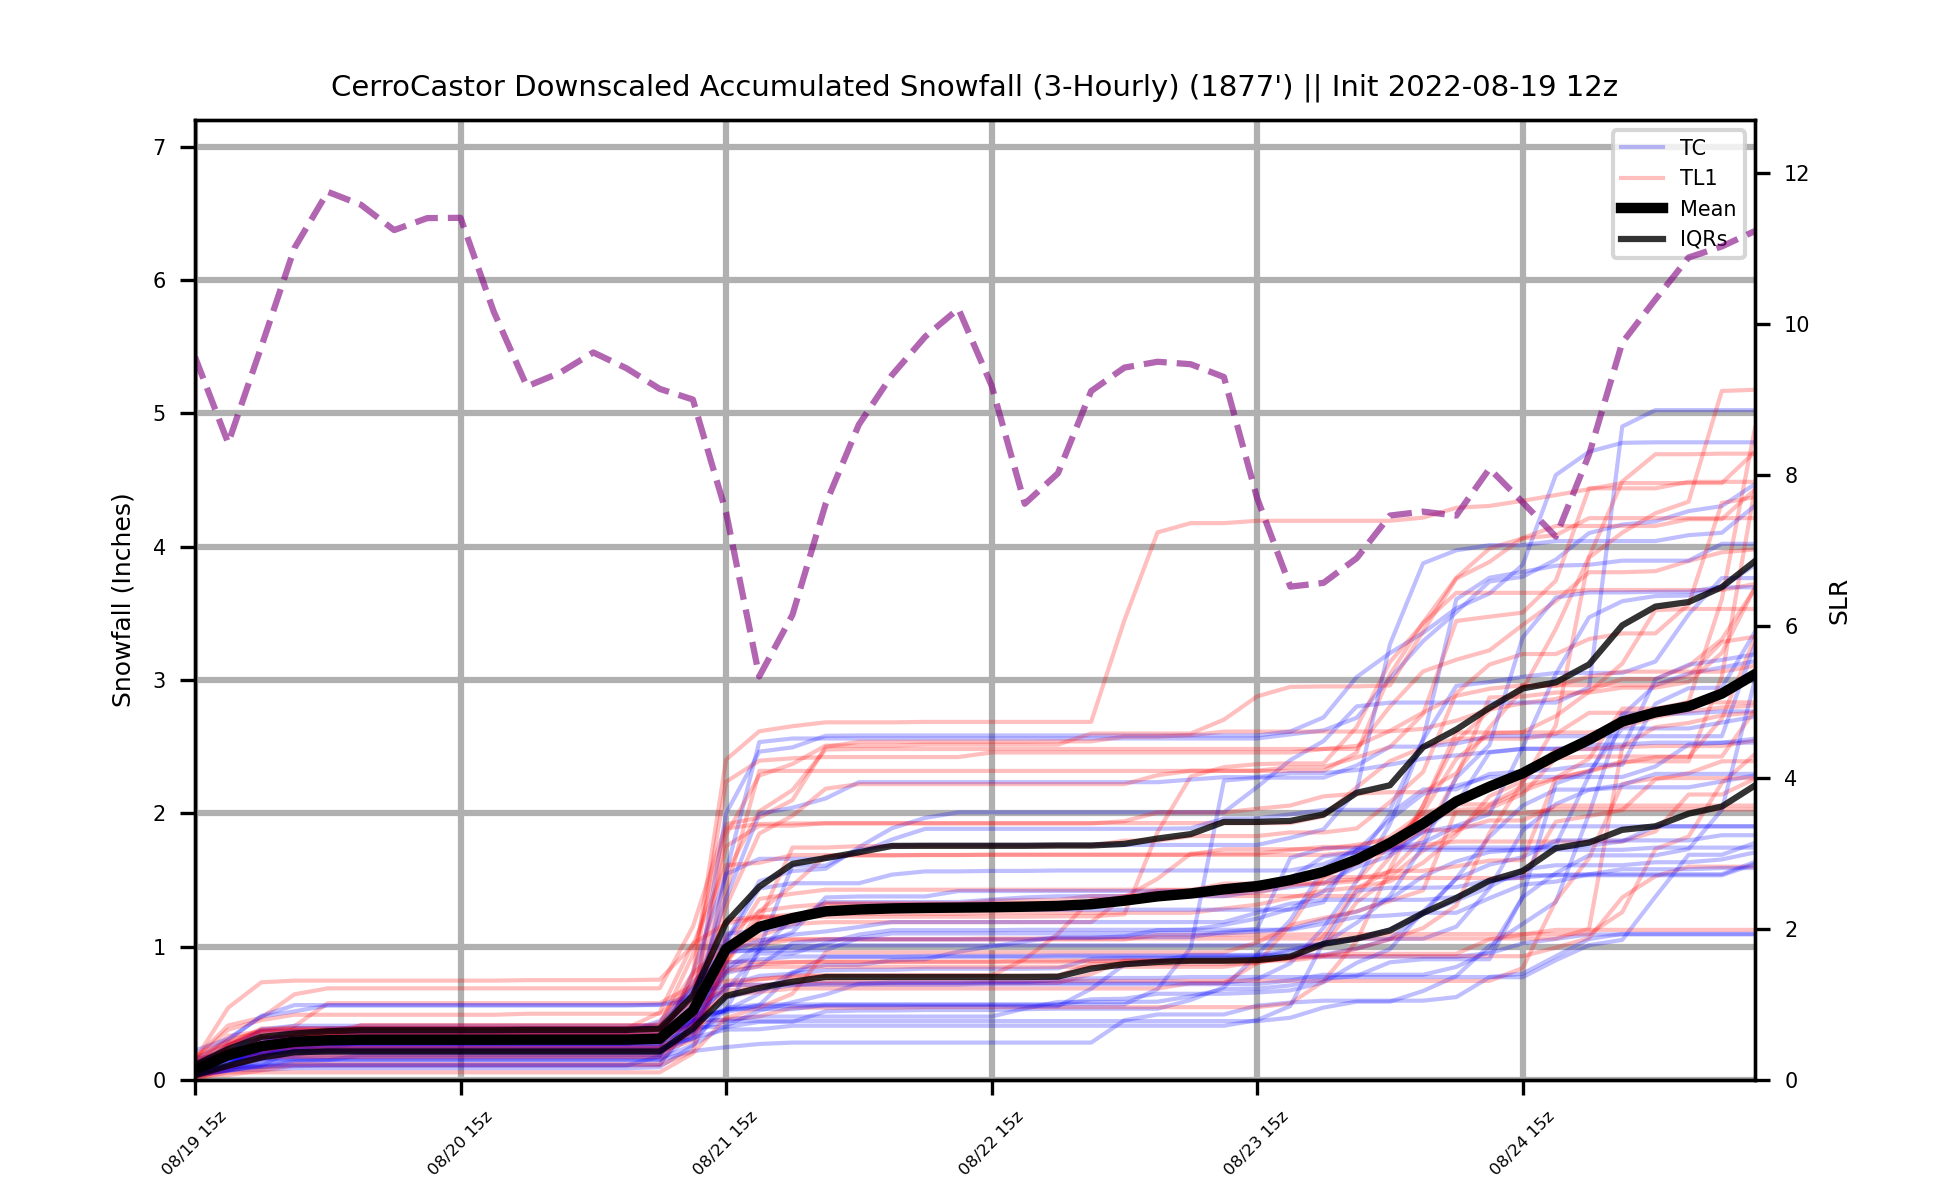 CerroCastor Downscaled Accumulated Snowfall (3-Hourly) (1877') || Init 2022-08-19 12z
TC
TL1
Mean
IQRs
Snowfall (Inches)
7
6
5
4
3
2
1
0
12
10
8
6
4
2
0
SLR
08/19 15z
08/20 15z
08/21 15z
08/22 15z
08/23 15z
08/24 15z